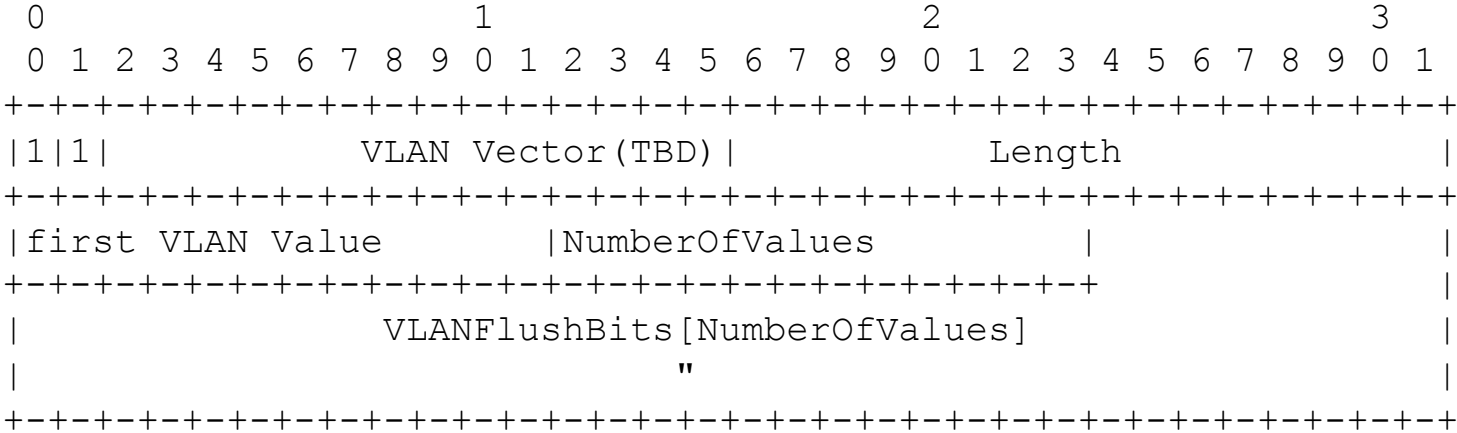 0                   1                   2                   3
 0 1 2 3 4 5 6 7 8 9 0 1 2 3 4 5 6 7 8 9 0 1 2 3 4 5 6 7 8 9 0 1
+-+-+-+-+-+-+-+-+-+-+-+-+-+-+-+-+-+-+-+-+-+-+-+-+-+-+-+-+-+-+-+-+
|1|1|           VLAN Vector(TBD)|           Length              |
+-+-+-+-+-+-+-+-+-+-+-+-+-+-+-+-+-+-+-+-+-+-+-+-+-+-+-+-+-+-+-+-+
|first VLAN Value       |NumberOfValues         |               |
+-+-+-+-+-+-+-+-+-+-+-+-+-+-+-+-+-+-+-+-+-+-+-+-+               |
|                VLANFlushBits[NumberOfValues]                  |
|                             "                                 |
+-+-+-+-+-+-+-+-+-+-+-+-+-+-+-+-+-+-+-+-+-+-+-+-+-+-+-+-+-+-+-+-+